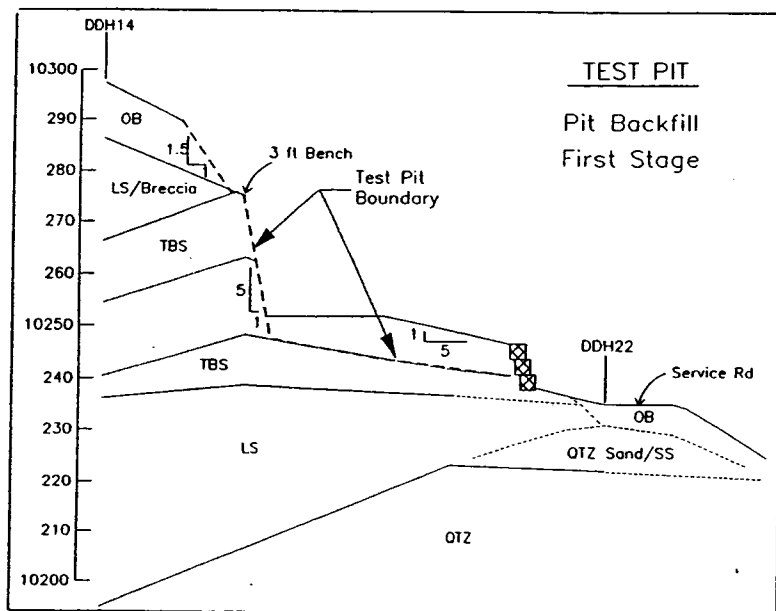 DDH14
TEST PIT
Pit Backfill
First Stage
10300
290
280
270
260
10250
240
230
220
210
10200
OB
1.5
1
3 ft Bench
LS/Breccia
Test Pit
Boundary
TBS
5
1
1
5
DDH22
Service Rd
TBS
OB
LS
QTZ Sand/SS
QTZ